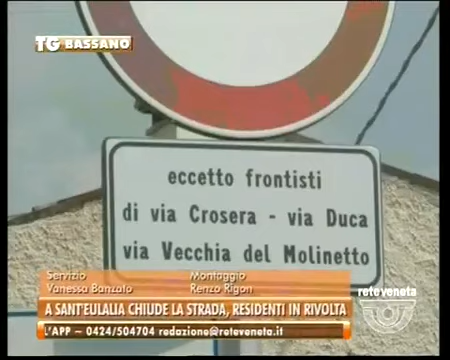 TG BASSANO
eccetto frontisti
di via Crosera - via Duca
via Vecchia del Molinetto
Servizio Montaggio
Vanessa Banzato Renzo Rigon
A SANT'EULALIA CHIUDE LA STRADA, RESIDENTI IN RIVOLTA
reteveneta
L'APP - 0424/504704 redazione@reteveneta.it